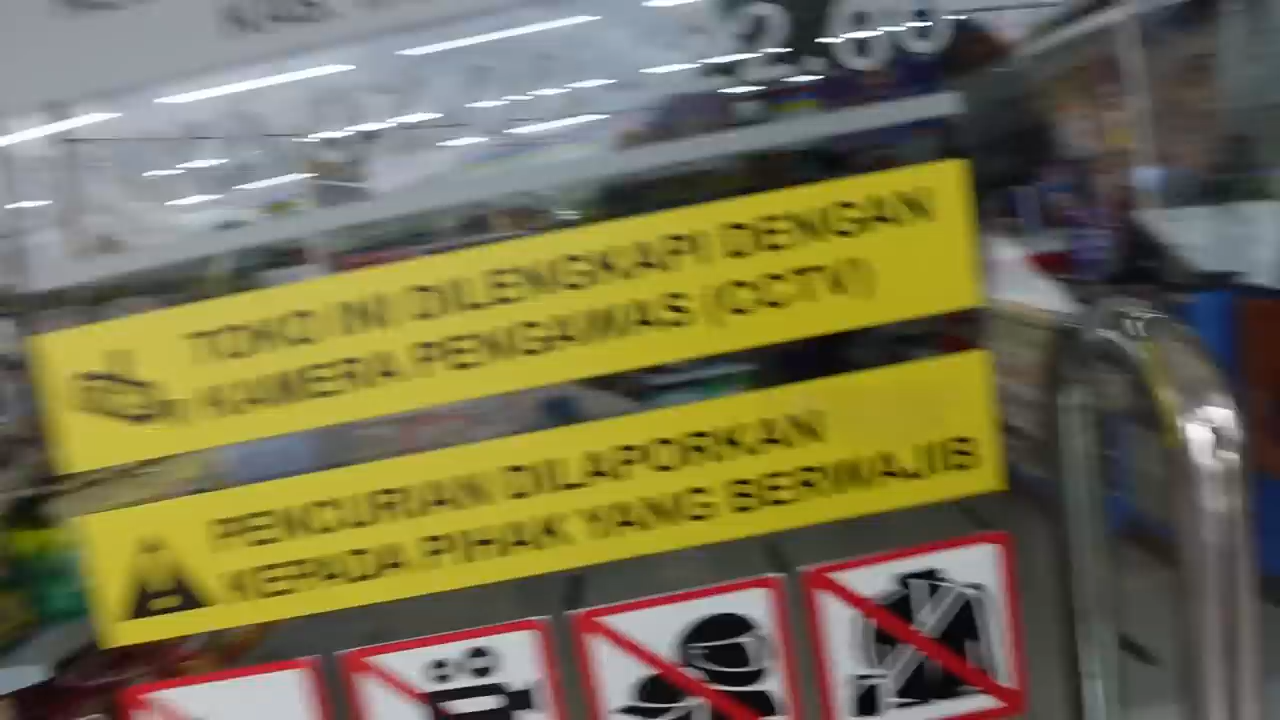 TOKO INI DILENGKAPI DENGAN
KAMERA PENGAWAS (CCTV)
PENCURIAN DILAPORKAN
KEPADA PIHAK YANG BERWAJIB